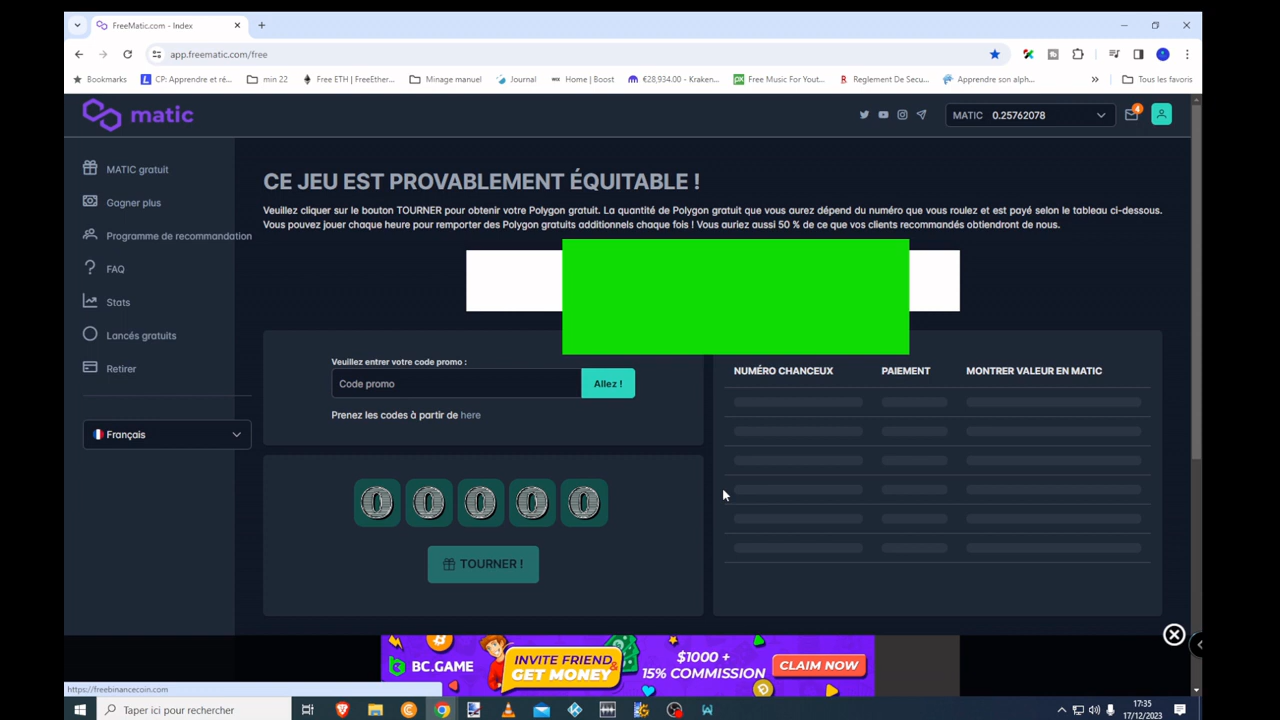 FreeMatic.com - Index
app.freematic.com/free
Bookmarks
CP: Apprendre et ré...
min 22
Free ETH | FreeEther...
Minage manuel
Journal
Home | Boost
€28,934.00 - Kraken...
Free Music For Yout...
Reglement De Secu...
Apprendre son alph...
Tous les favoris
matic
MATIC 0.25762078
4
MATIC gratuit
Gagner plus
Programme de recommandation
FAQ
Stats
Lancés gratuits
Retirer
Français
CE JEU EST PROVABLEMENT ÉQUITABLE !
Veuillez cliquer sur le bouton TOURNER pour obtenir votre Polygon gratuit. La quantité de Polygon gratuit que vous aurez dépend du numéro que vous roulez et est payé selon le tableau ci-dessous.
Vous pouvez jouer chaque heure pour remporter des Polygon gratuits additionnels chaque fois ! Vous auriez aussi 50 % de ce que vos clients recommandés obtiendront de nous.
Veuillez entrer votre code promo :
Code promo
Allez !
Prenez les codes à partir de here
0 0 0 0 0
TOURNER !
NUMÉRO CHANCEUX PAIEMENT MONTRER VALEUR EN MATIC
BC.GAME
INVITE FRIEND
GET MONEY
$1000 +
15% COMMISSION
CLAIM NOW
https://freebinancecoin.com
Taper ici pour rechercher
17:35
17/12/2023